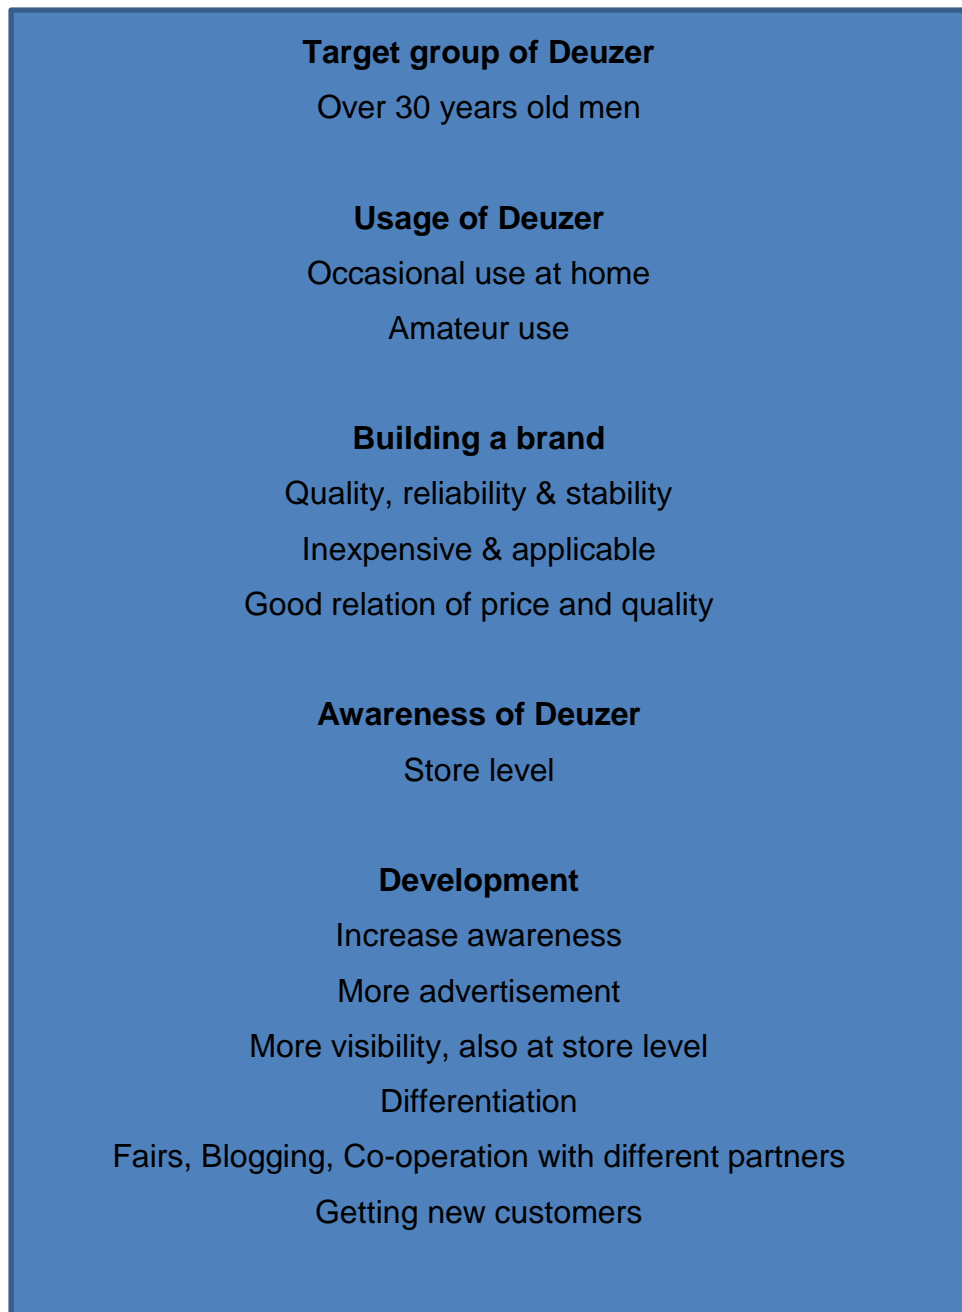 Target group of Deuzer
Over 30 years old men
Usage of Deuzer
Occasional use at home
Amateur use
Building a brand
Quality, reliability & stability
Inexpensive & applicable
Good relation of price and quality
Awareness of Deuzer
Store level
Development
Increase awareness
More advertisement
More visibility, also at store level
Differentiation
Fairs, Blogging, Co-operation with different partners
Getting new customers